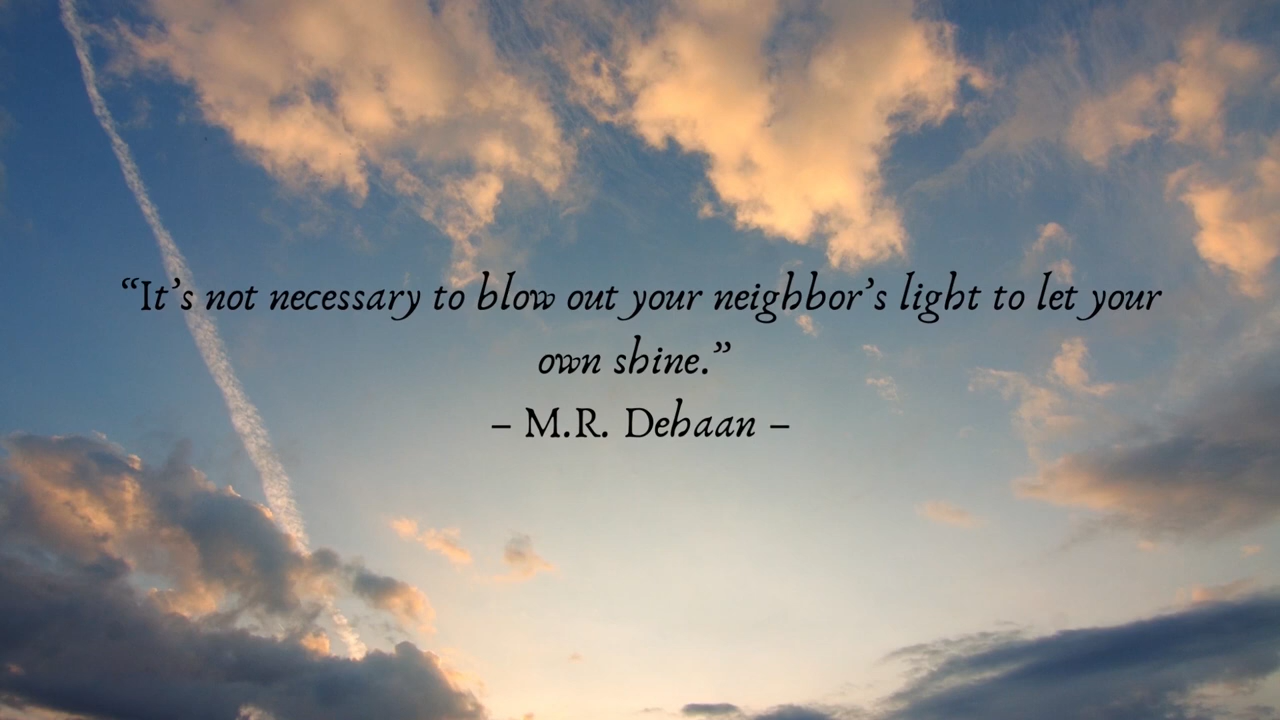 “It’s not necessary to blow out your neighbor’s light to let your
own shine.”
– M.R. Dehaan –